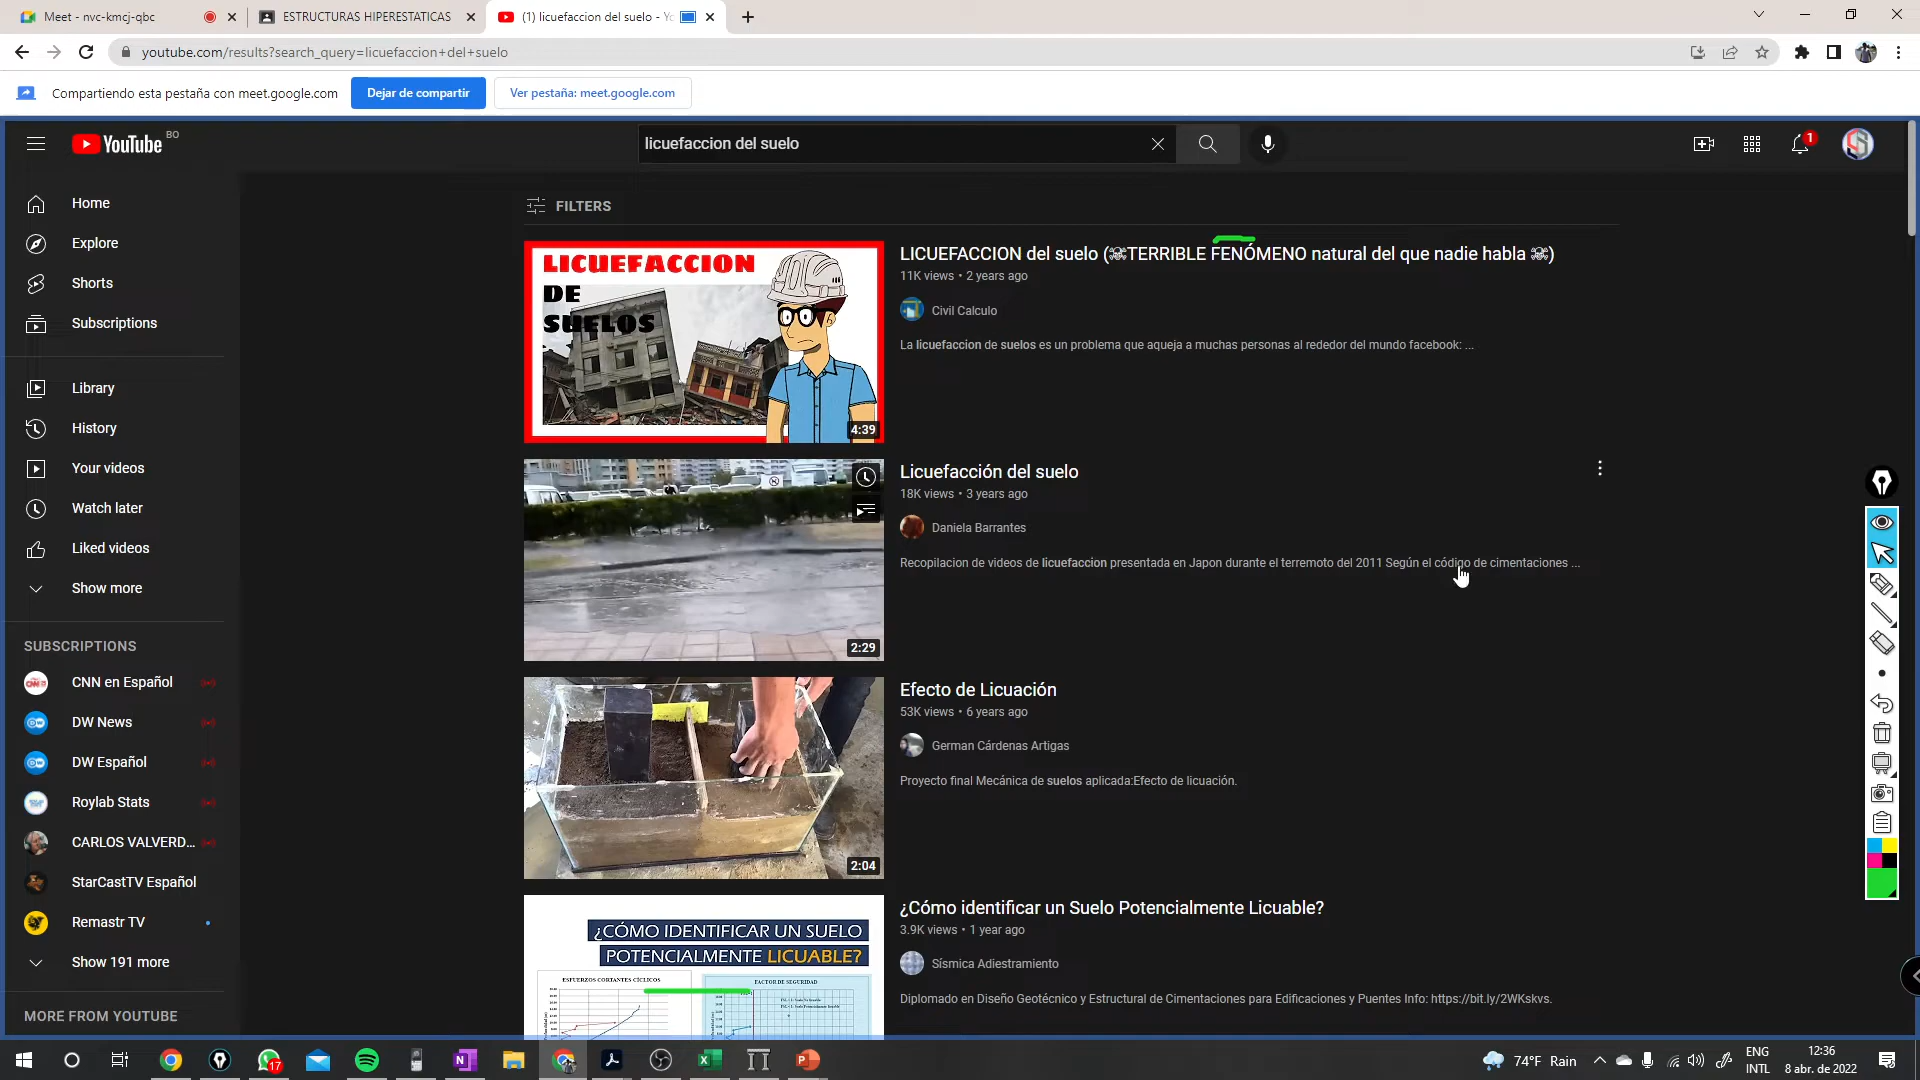 Meet - nvc-kmcj-qbc
ESTRUCTURAS HIPERESTATICAS
(1) licuefaccion del suelo - Yo
youtube.com/results?search_query=licuefaccion+del+suelo
Compartiendo esta pestaña con meet.google.com
Dejar de compartir
Ver pestaña: meet.google.com
YouTube BO
licuefaccion del suelo
1
Home
Explore
Shorts
Subscriptions
Library
History
Your videos
Watch later
Liked videos
Show more
SUBSCRIPTIONS
CNN en Español
DW News
DW Español
Roylab Stats
CARLOS VALVERD...
StarCastTV Español
Remastr TV
Show 191 more
MORE FROM YOUTUBE
FILTERS
LICUEFACCION
DE
SUELOS
4:39
LICUEFACCION del suelo (☠TERRIBLE FENÓMENO natural del que nadie habla ☠)
11K views • 2 years ago
Civil Calculo
La licuefaccion de suelos es un problema que aqueja a muchas personas al rededor del mundo facebook: ...
2:29
Licuefacción del suelo
18K views • 3 years ago
Daniela Barrantes
Recopilacion de videos de licuefaccion presentada en Japon durante el terremoto del 2011 Según el código de cimentaciones ...
2:04
Efecto de Licuación
53K views • 6 years ago
German Cárdenas Artigas
Proyecto final Mecánica de suelos aplicada:Efecto de licuación.
¿CÓMO IDENTIFICAR UN SUELO
POTENCIALMENTE LICUABLE?
ESFUERZOS CORTANTES CÍCLICOS
FACTOR DE SEGURIDAD
¿Cómo identificar un Suelo Potencialmente Licuable?
3.9K views • 1 year ago
Sísmica Adiestramiento
Diplomado en Diseño Geotécnico y Estructural de Cimentaciones para Edificaciones y Puentes Info: https://bit.ly/2WKskvs.
17
74°F Rain
ENG
INTL
12:36
8 abr. de 2022